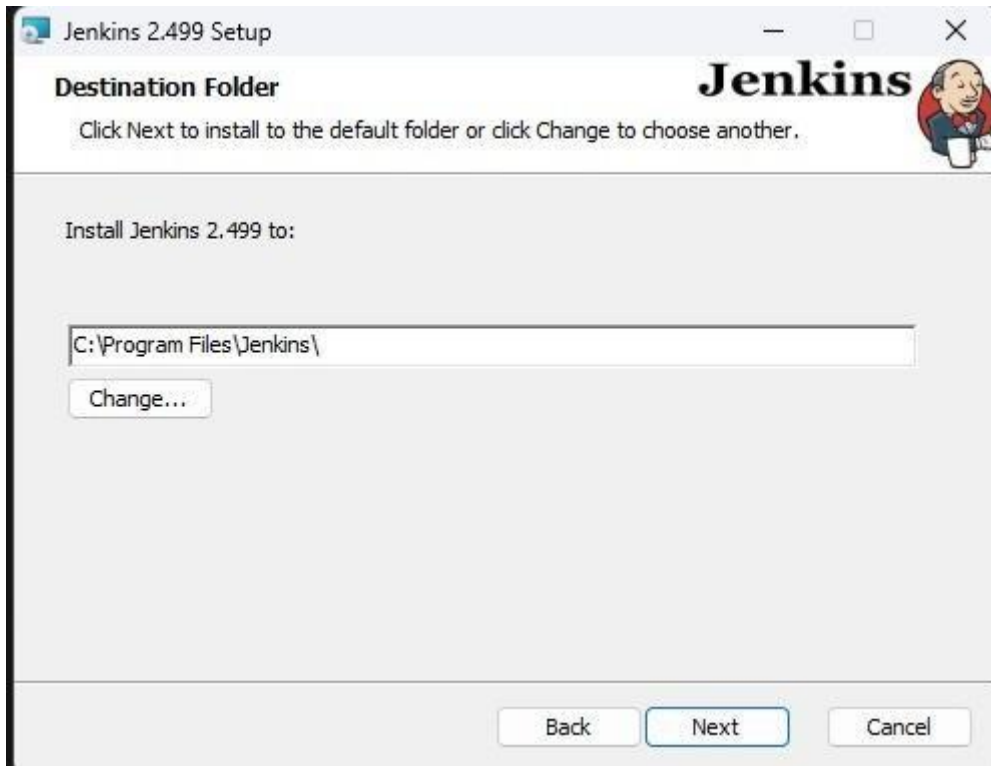 Jenkins 2.499 Setup
Destination Folder
Jenkins
Click Next to install to the default folder or click Change to choose another.
Install Jenkins 2.499 to:
C:\Program Files\Jenkins\
Change...
Back Next Cancel